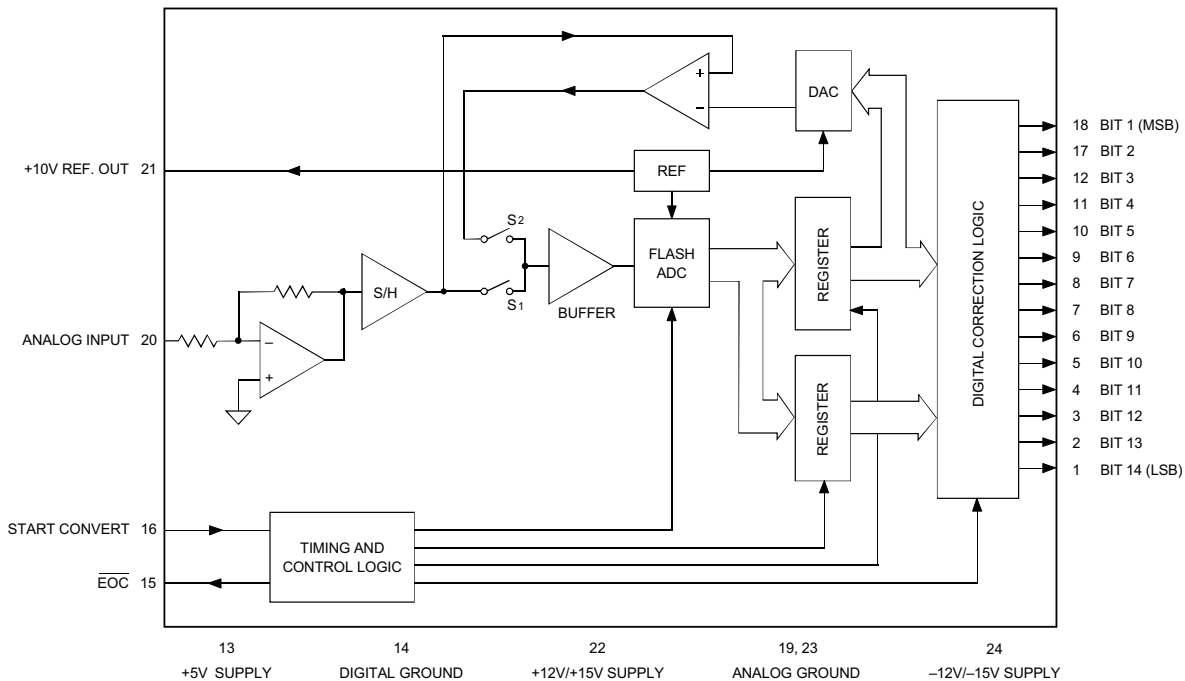 +
–
DAC
18 BIT 1 (MSB)
17 BIT 2
12 BIT 3
11 BIT 4
10 BIT 5
9 BIT 6
8 BIT 7
7 BIT 8
6 BIT 9
5 BIT 10
4 BIT 11
3 BIT 12
2 BIT 13
1 BIT 14 (LSB)
+10V REF. OUT 21
REF
S2
S1
FLASH
ADC
REGISTER
DIGITAL CORRECTION LOGIC
S/H
BUFFER
ANALOG INPUT 20
–
+
REGISTER
START CONVERT 16
TIMING AND
CONTROL LOGIC
EOC 15
13
+5V SUPPLY
14
DIGITAL GROUND
22
+12V/+15V SUPPLY
19, 23
ANALOG GROUND
24
–12V/–15V SUPPLY